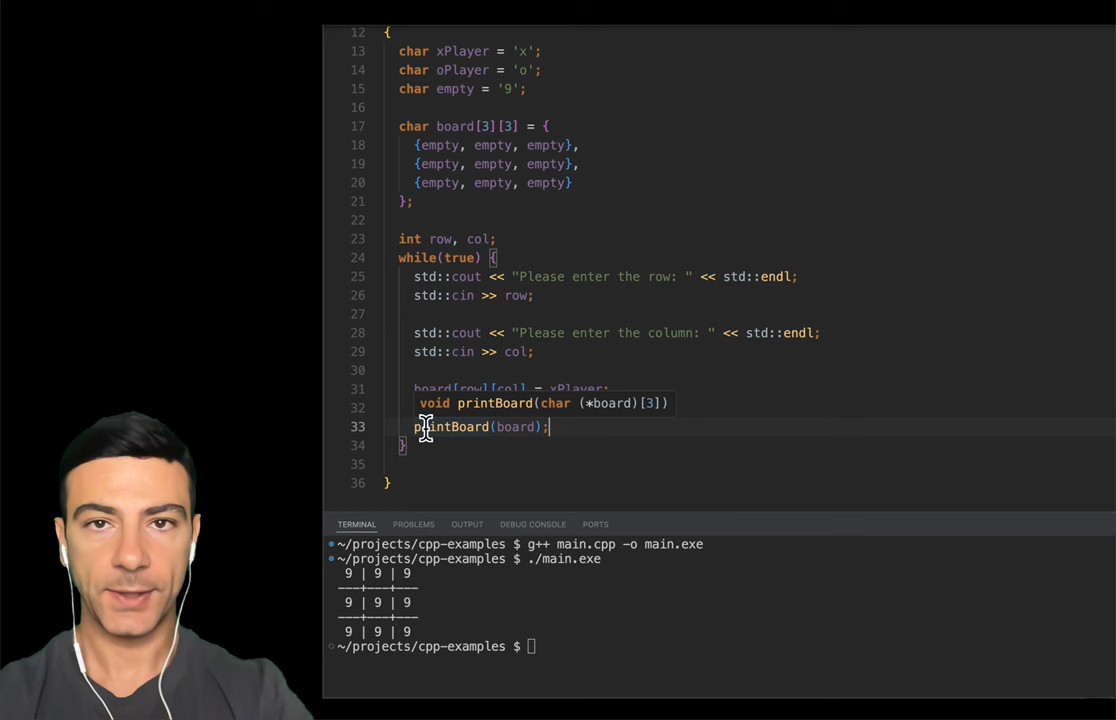 12 {
13 char xPlayer = 'x';
14 char oPlayer = 'o';
15 char empty = '9';
16
17 char board[3][3] = {
18 {empty, empty, empty},
19 {empty, empty, empty},
20 {empty, empty, empty}
21 };
22
23 int row, col;
24 while(true) {
25 std::cout << "Please enter the row: " << std::endl;
26 std::cin >> row;
27
28 std::cout << "Please enter the column: " << std::endl;
29 std::cin >> col;
30
31 board[row][col] = xPlayer;
void printBoard(char (*board)[3])
32
33 printBoard(board);
34 }
35
36 }
TERMINAL PROBLEMS OUTPUT DEBUG CONSOLE PORTS
~/projects/cpp-examples $ g++ main.cpp -o main.exe
~/projects/cpp-examples $ ./main.exe
9 | 9 | 9
---+---+---
9 | 9 | 9
---+---+---
9 | 9 | 9
~/projects/cpp-examples $